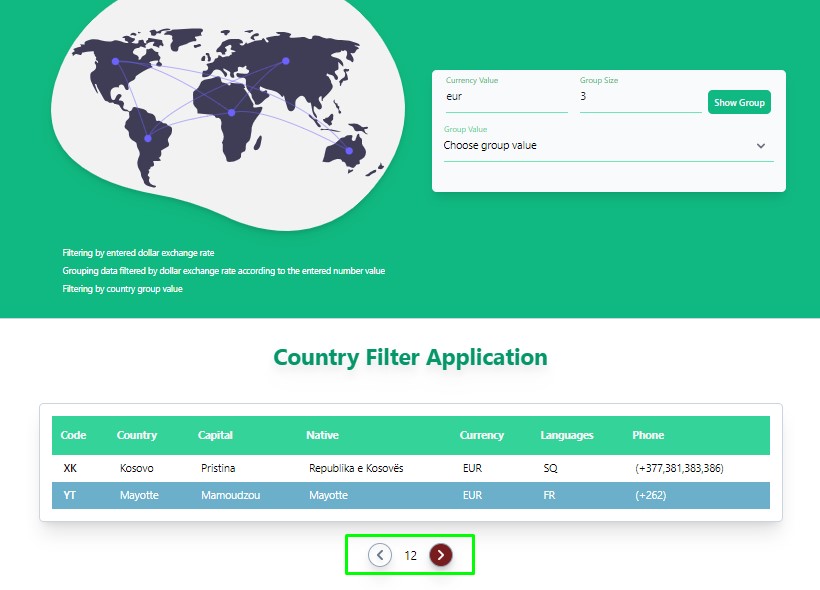 Currency Value
Group Size
eur
3
Show Group
Group Value
Choose group value
Filtering by entered dollar exchange rate
Grouping data filtered by dollar exchange rate according to the entered number value
Filtering by country group value
Country Filter Application
Code Country Capital Native Currency Languages Phone
XK Kosovo Pristina Republika e Kosovës EUR SQ (+377,381,383,386)
YT Mayotte Mamoudzou Mayotte EUR FR (+262)
12